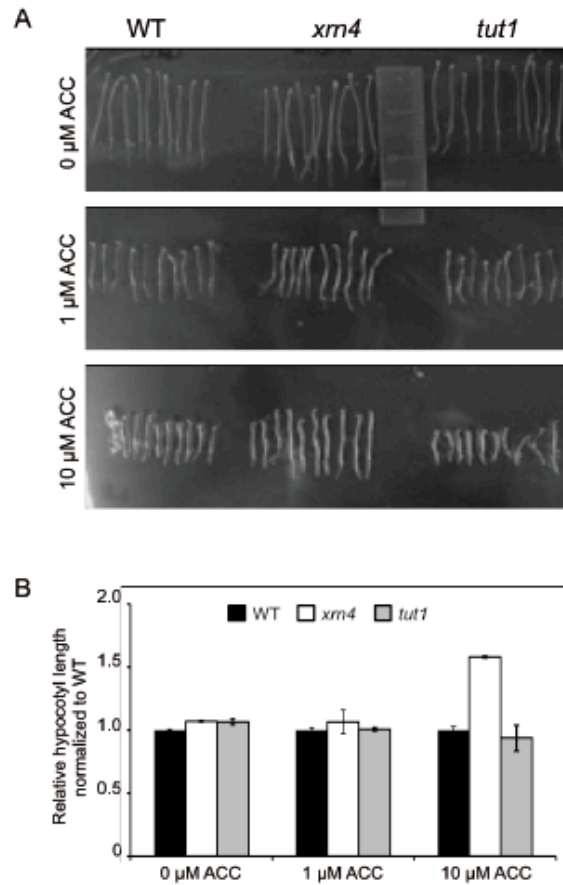 A
WT xrn4 tut1
0 µM ACC
1 µM ACC
10 µM ACC
B
Relative hypocotyl length
normalized to WT
2.0
1.5
1.0
0.5
0
WT xrn4 tut1
0 µM ACC 1 µM ACC 10 µM ACC